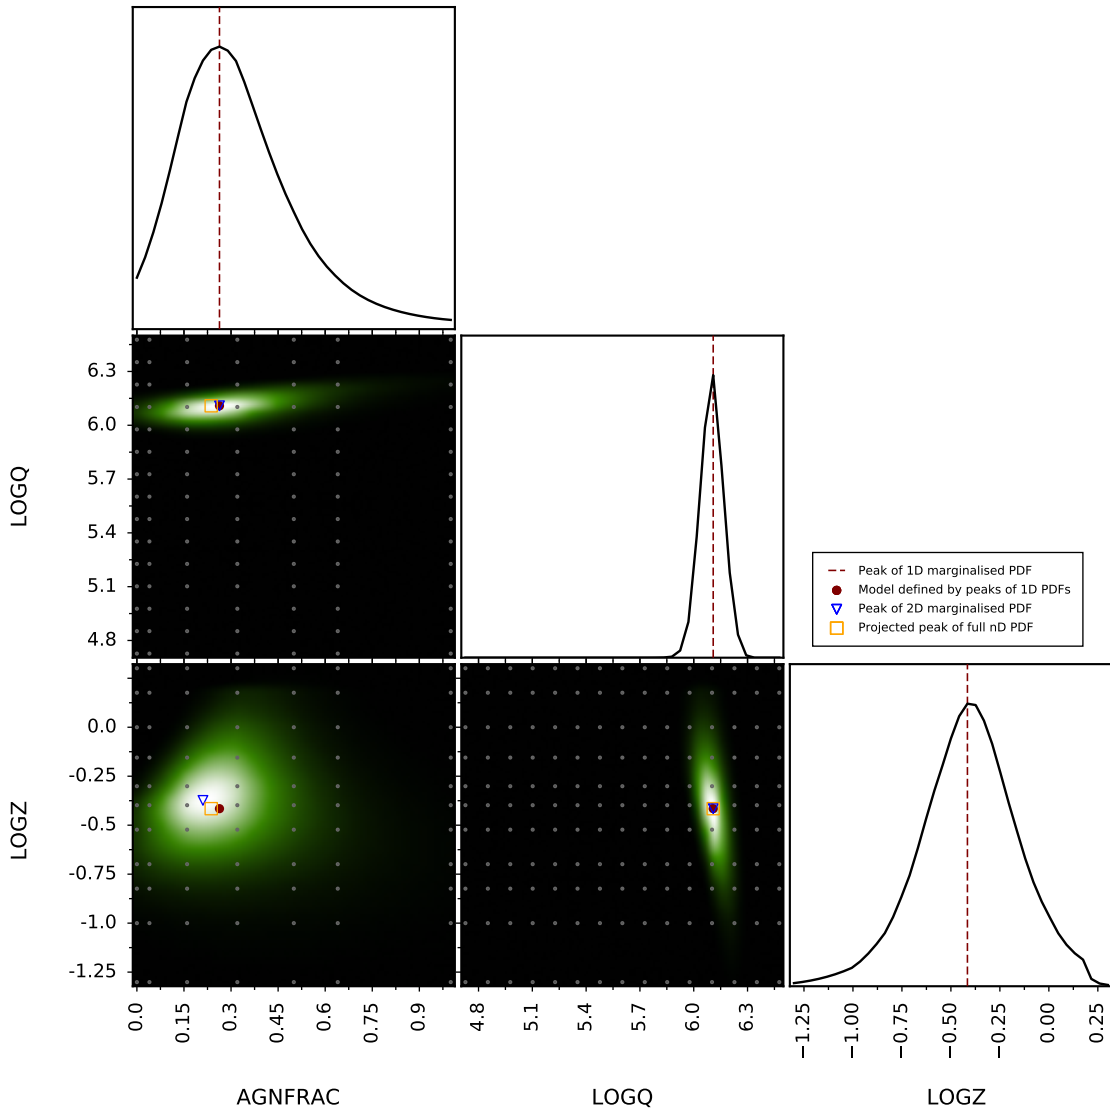 6.3
6.0
5.7
5.4
5.1
4.8
LOGQ
Peak of 1D marginalised PDF
Model defined by peaks of 1D PDFs
Peak of 2D marginalised PDF
Projected peak of full nD PDF
0.0
-0.25
-0.5
-0.75
-1.0
-1.25
LOGZ
0.0 0.15 0.3 0.45 0.6 0.75 0.9
4.8 5.1 5.4 5.7 6.0 6.3
−1.25 −1.00 −0.75 −0.50 −0.25 0.00 0.25
AGNFRAC LOGQ LOGZ